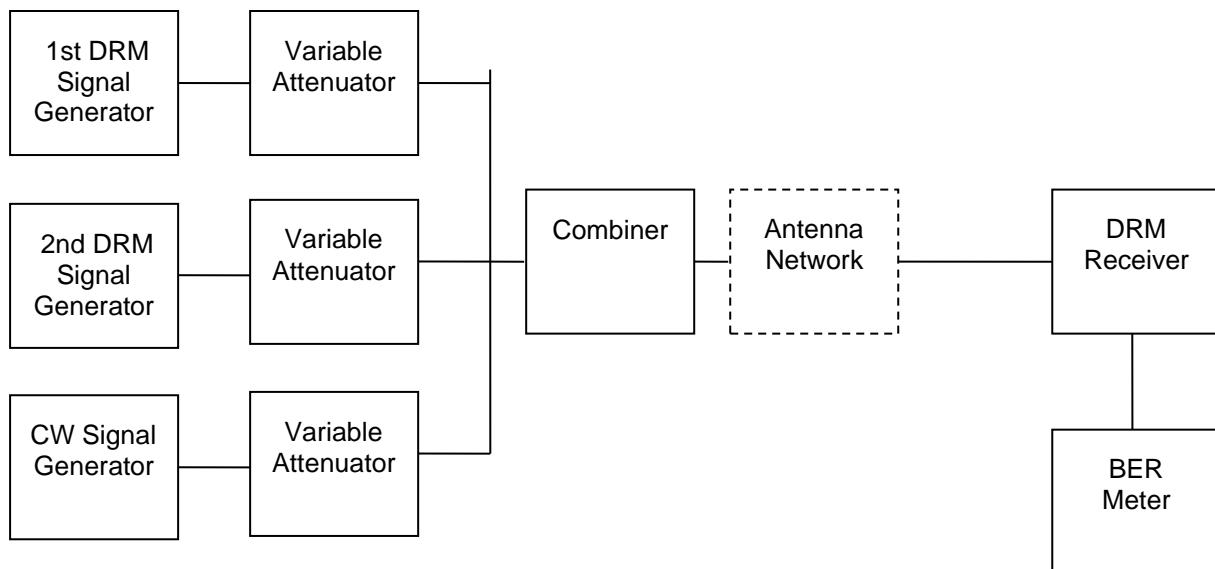 1st DRM
Signal
Generator
Variable
Attenuator
2nd DRM
Signal
Generator
Variable
Attenuator
CW Signal
Generator
Variable
Attenuator
Combiner
Antenna
Network
DRM
Receiver
BER
Meter